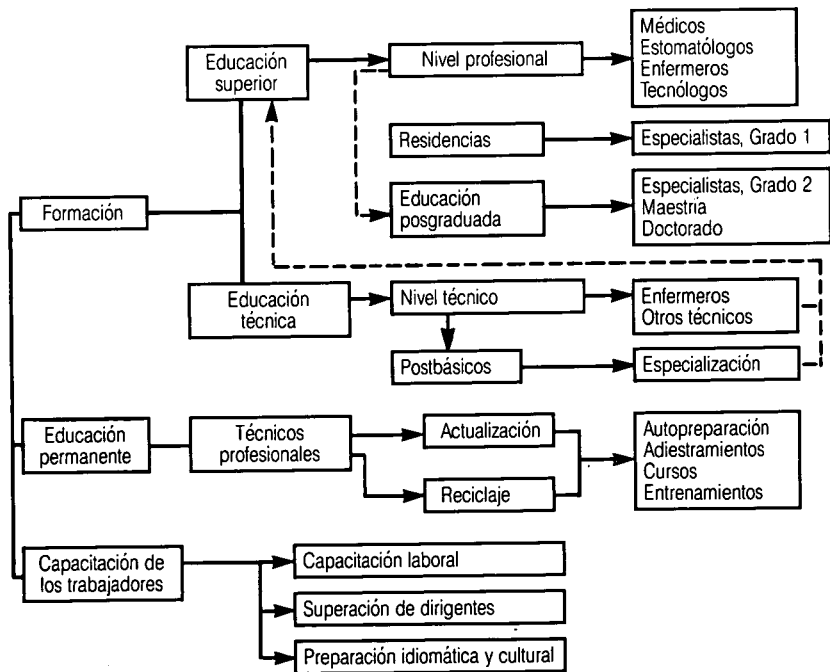 Educación
superior
Nivel profesional
Médicos
Estomatólogos
Enfermeros
Tecnólogos
Residencias
Especialistas, Grado 1
Formación
Educación
posgraduada
Especialistas, Grado 2
Maestría
Doctorado
Educación
técnica
Nivel técnico
Enfermeros
Otros técnicos
Postbásicos
Especialización
Educación
permanente
Técnicos
profesionales
Actualización
Reciclaje
Autopreparación
Adiestramientos
Cursos
Entrenamientos
Capacitación de
los trabajadores
Capacitación laboral
Superación de dirigentes
Preparación idiomática y cultural